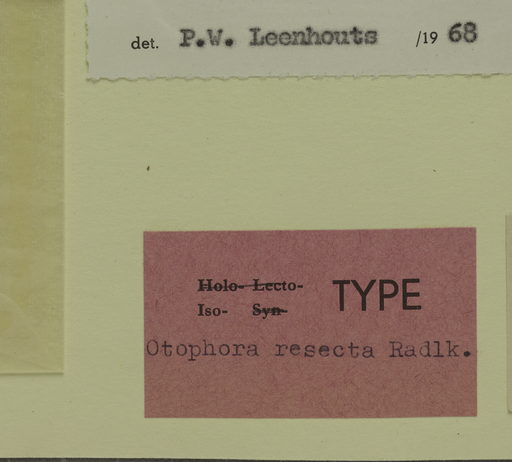 det. P.W. Leenhouts /19 68
Holo- Lecto-
Iso- Syn- TYPE
Otophora resecta Radlk.